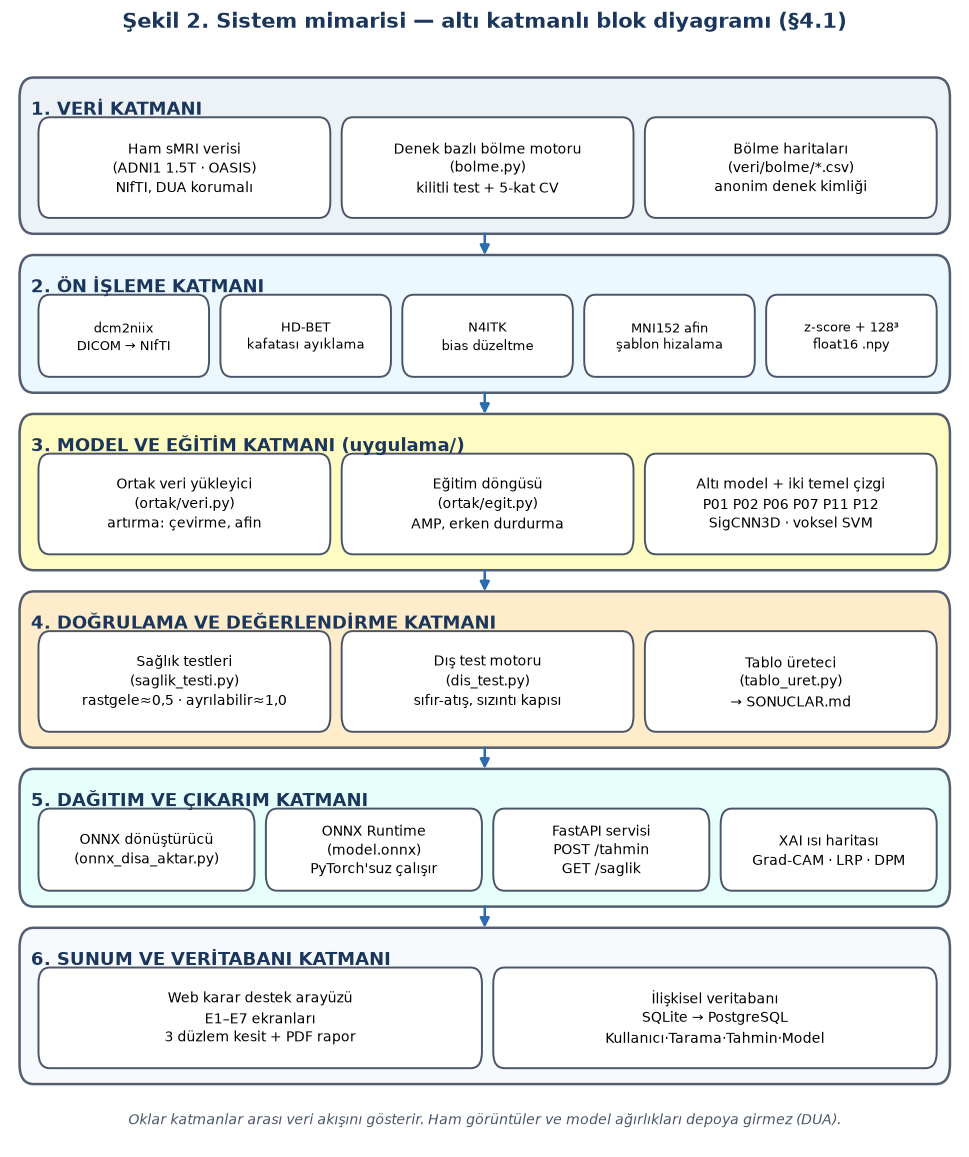 Şekil 2. Sistem mimarisi — altı katmanlı blok diyagramı (§4.1)
1. VERİ KATMANI
Ham sMRI verisi
(ADNI1 1.5T · OASIS)
NIfTI, DUA korumalı
Denek bazlı bölme motoru
(bolme.py)
kilitli test + 5-kat CV
Bölme haritaları
(veri/bolme/*.csv)
anonim denek kimliği
2. ÖN İŞLEME KATMANI
dcm2niix
DICOM → NIfTI
HD-BET
kafatası ayıklama
N4ITK
bias düzeltme
MNI152 afin
şablon hizalama
z-score + 128³
float16 .npy
3. MODEL VE EĞİTİM KATMANI (uygulama/)
Ortak veri yükleyici
(ortak/veri.py)
artırma: çevirme, afin
Eğitim döngüsü
(ortak/egit.py)
AMP, erken durdurma
Altı model + iki temel çizgi
P01 P02 P06 P07 P11 P12
SigCNN3D · voksel SVM
4. DOĞRULAMA VE DEĞERLENDİRME KATMANI
Sağlık testleri
(saglik_testi.py)
rastgele≈0,5 · ayrılabilir≈1,0
Dış test motoru
(dis_test.py)
sıfır-atış, sızıntı kapısı
Tablo üreteci
(tablo_uret.py)
→ SONUCLAR.md
5. DAĞITIM VE ÇIKARIM KATMANI
ONNX dönüştürücü
(onnx_disa_aktar.py)
ONNX Runtime
(model.onnx)
PyTorch'suz çalışır
FastAPI servisi
POST /tahmin
GET /saglik
XAI ısı haritası
Grad-CAM · LRP · DPM
6. SUNUM VE VERİTABANI KATMANI
Web karar destek arayüzü
E1–E7 ekranları
3 düzlem kesit + PDF rapor
İlişkisel veritabanı
SQLite → PostgreSQL
Kullanıcı·Tarama·Tahmin·Model
Oklar katmanlar arası veri akışını gösterir. Ham görüntüler ve model ağırlıkları depoya girmez (DUA).